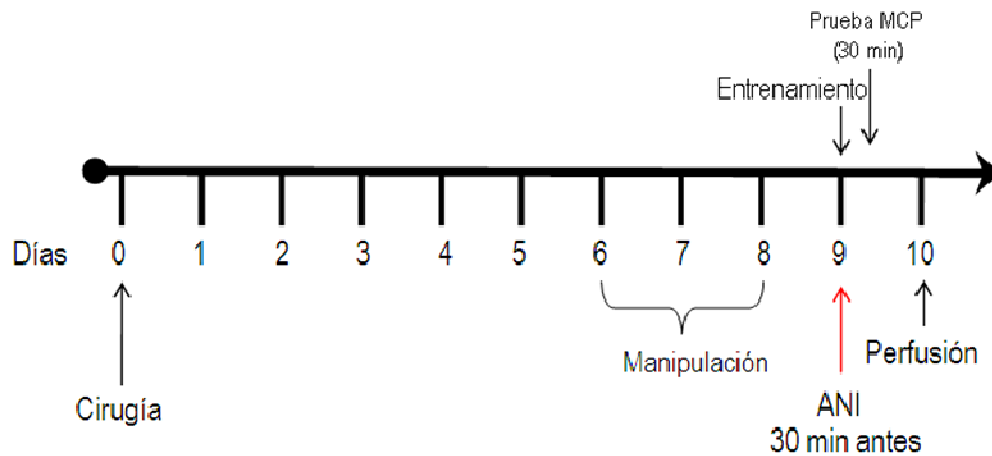 Prueba MCP
(30 min)
Entrenamiento
Días 0 1 2 3 4 5 6 7 8 9 10
Manipulación
Perfusión
Cirugía
ANI
30 min antes